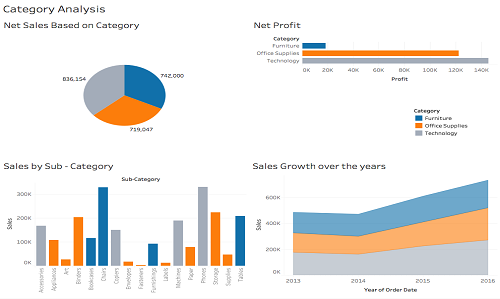 Category Analysis
Net Sales Based on Category
742,000
836,154
719,047
Net Profit
Category
Furniture
Office Supplies
Technology
0K 20K 40K 60K 80K 100K 120K 140K
Profit
Category
Furniture
Office Supplies
Technology
Sales by Sub - Category
Sub-Category
Sales
300K
200K
100K
0K
Accessories
Appliances
Art
Binders
Bookcases
Chairs
Copiers
Envelopes
Fasteners
Furnishings
Labels
Machines
Paper
Phones
Storage
Supplies
Tables
Sales Growth over the years
Sales
600K
400K
200K
0K
2013 2014 2015 2016
Year of Order Date